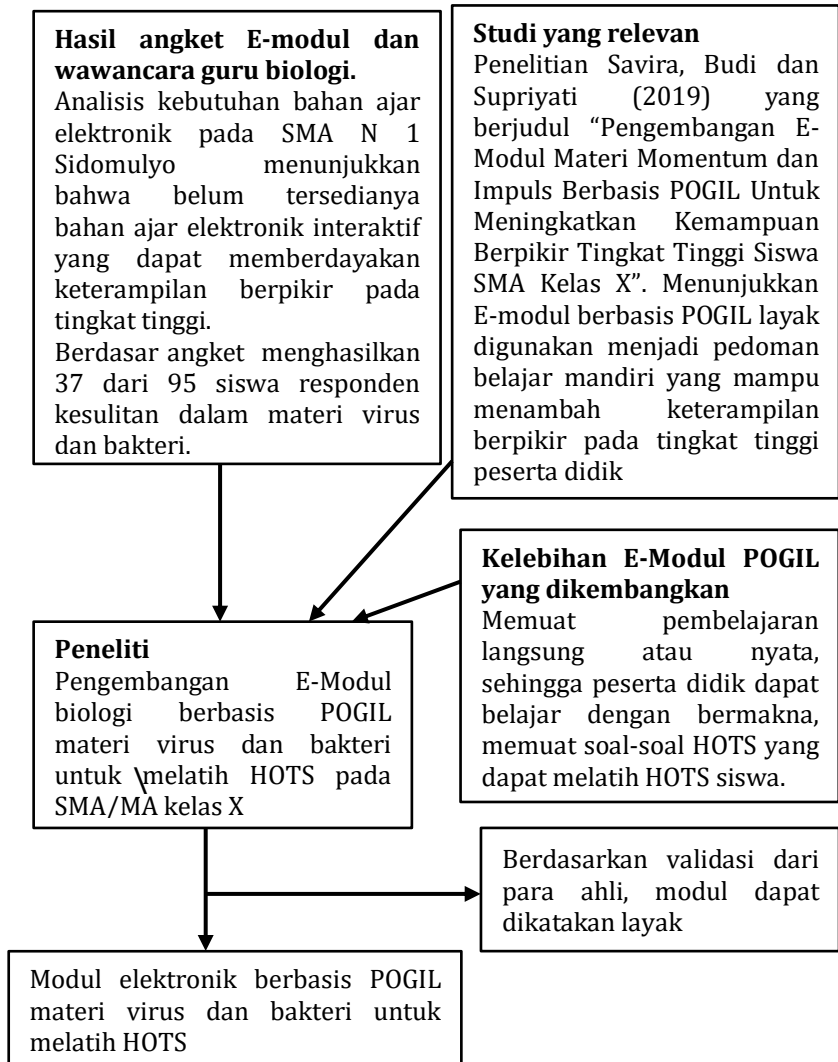 Hasil angket E-modul dan
wawancara guru biologi.
Analisis kebutuhan bahan ajar
elektronik pada SMA N 1
Sidomulyo menunjukkan
bahwa belum tersedianya
bahan ajar elektronik interaktif
yang dapat memberdayakan
keterampilan berpikir pada
tingkat tinggi.
Berdasar angket menghasilkan
37 dari 95 siswa responden
kesulitan dalam materi virus
dan bakteri.
Studi yang relevan
Penelitian Savira, Budi dan
Supriyati (2019) yang
berjudul “Pengembangan E-
Modul Materi Momentum dan
Impuls Berbasis POGIL Untuk
Meningkatkan Kemampuan
Berpikir Tingkat Tinggi Siswa
SMA Kelas X”. Menunjukkan
E-modul berbasis POGIL layak
digunakan menjadi pedoman
belajar mandiri yang mampu
menambah keterampilan
berpikir pada tingkat tinggi
peserta didik
Kelebihan E-Modul POGIL
yang dikembangkan
Memuat pembelajaran
langsung atau nyata,
sehingga peserta didik dapat
belajar dengan bermakna,
memuat soal-soal HOTS yang
dapat melatih HOTS siswa.
Peneliti
Pengembangan E-Modul
biologi berbasis POGIL
materi virus dan bakteri
untuk melatih HOTS pada
SMA/MA kelas X
Berdasarkan validasi dari
para ahli, modul dapat
dikatakan layak
Modul elektronik berbasis POGIL
materi virus dan bakteri untuk
melatih HOTS